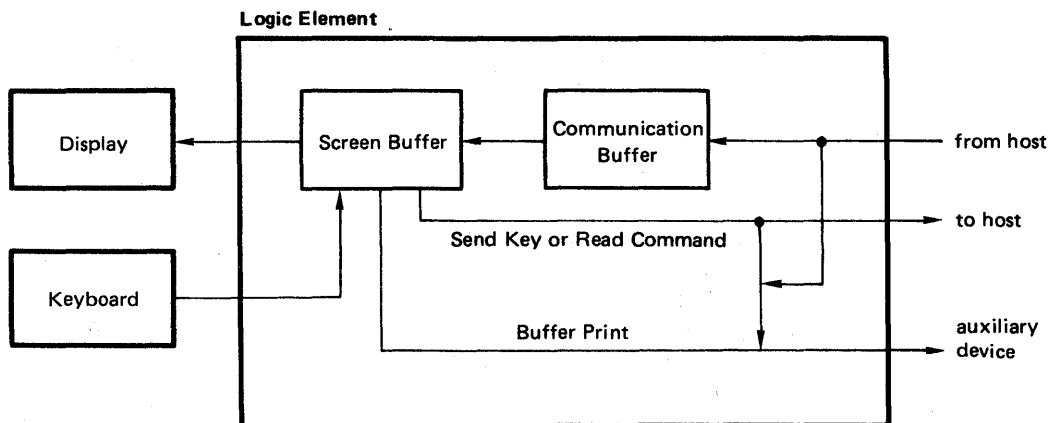 Logic Element
Display
Screen Buffer
Communication
Buffer
from host
to host
Send Key or Read Command
Keyboard
Buffer Print
auxiliary
device